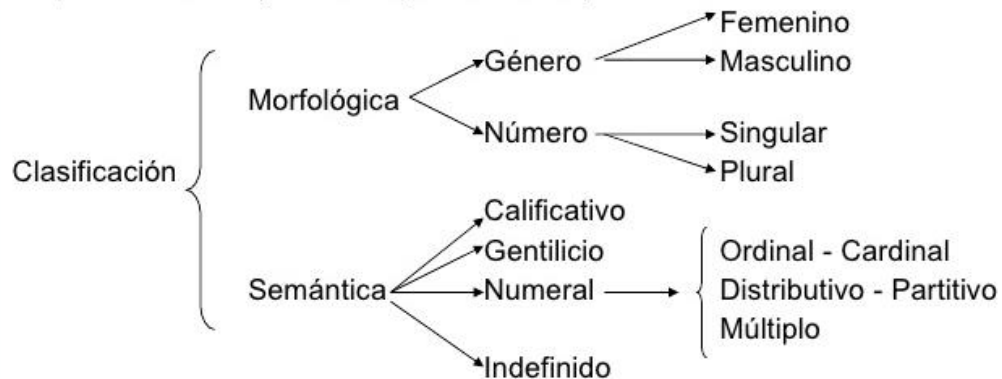 Clasificación
Morfológica
Género
Femenino
Masculino
Número
Singular
Plural
Semántica
Calificativo
Gentilicio
Numeral
Ordinal - Cardinal
Distributivo - Partitivo
Múltiplo
Indefinido